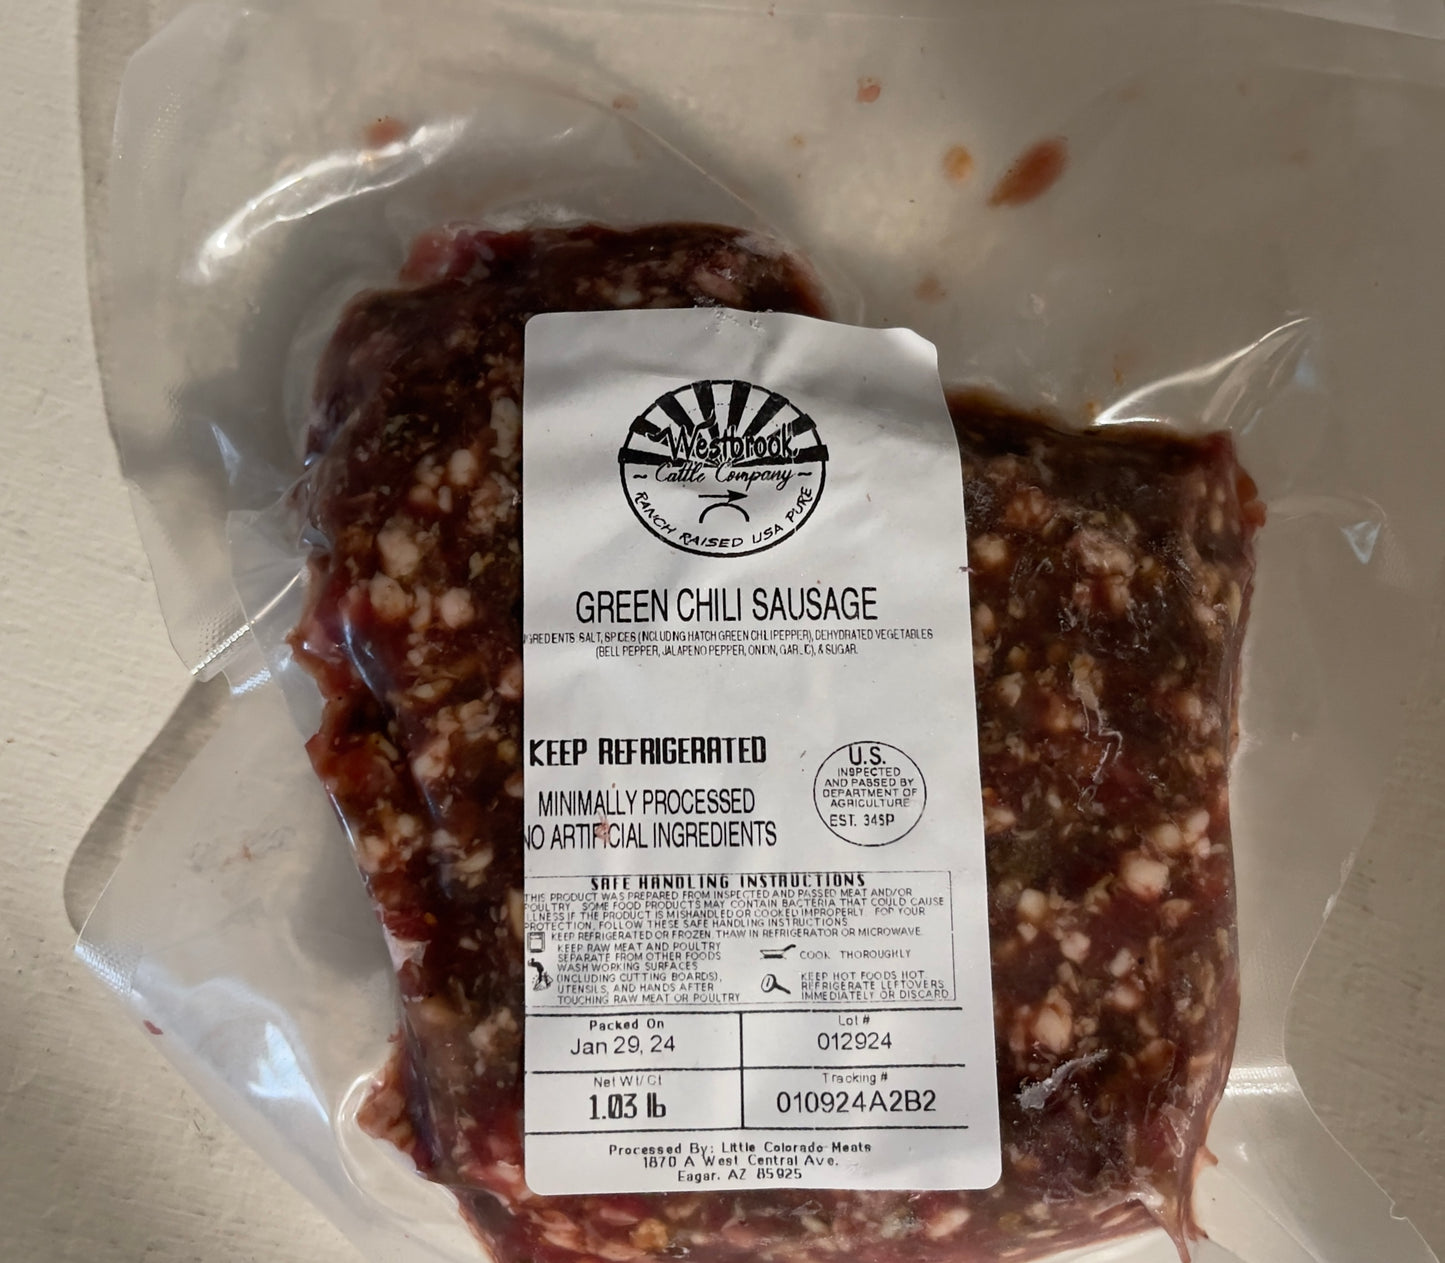 Westbrook
~ Cattle Company ~
RANCH RAISED USA PURE
GREEN CHILI SAUSAGE
GREDIENTS: SALT, SPICES (INCLUDING HATCH GREEN CHILI PEPPER), DEHYDRATED VEGETABLES
(BELL PEPPER, JALAPENO PEPPER, ONION, GARLIC), & SUGAR.
KEEP REFRIGERATED
MINIMALLY PROCESSED
NO ARTIFICIAL INGREDIENTS
U.S.
INSPECTED
AND PASSED BY
DEPARTMENT OF
AGRICULTURE
EST. 34SP
SAFE HANDLING INSTRUCTIONS
THIS PRODUCT WAS PREPARED FROM INSPECTED AND PASSED MEAT AND/OR
POULTRY. SOME FOOD PRODUCTS MAY CONTAIN BACTERIA THAT COULD CAUSE
LLNESS IF THE PRODUCT IS MISHANDLED OR COOKED IMPROPERLY. FOR YOUR
PROTECTION, FOLLOW THESE SAFE HANDLING INSTRUCTIONS
KEEP REFRIGERATED OR FROZEN. THAW IN REFRIGERATOR OR MICROWAVE.
KEEP RAW MEAT AND POULTRY
SEPARATE FROM OTHER FOODS
WASH WORKING SURFACES
(INCLUDING CUTTING BOARDS),
UTENSILS, AND HANDS AFTER
TOUCHING RAW MEAT OR POULTRY
COOK THOROUGHLY
KEEP HOT FOODS HOT.
REFRIGERATE LEFTOVERS
IMMEDIATELY OR DISCARD
Packed On
Jan 29, 24
Lot #
012924
Net Wt/Ct
1.03 lb
Tracking #
010924A2B2
Processed By: Little Colorado Meats
1870 A West Central Ave.
Eagar, AZ 85925